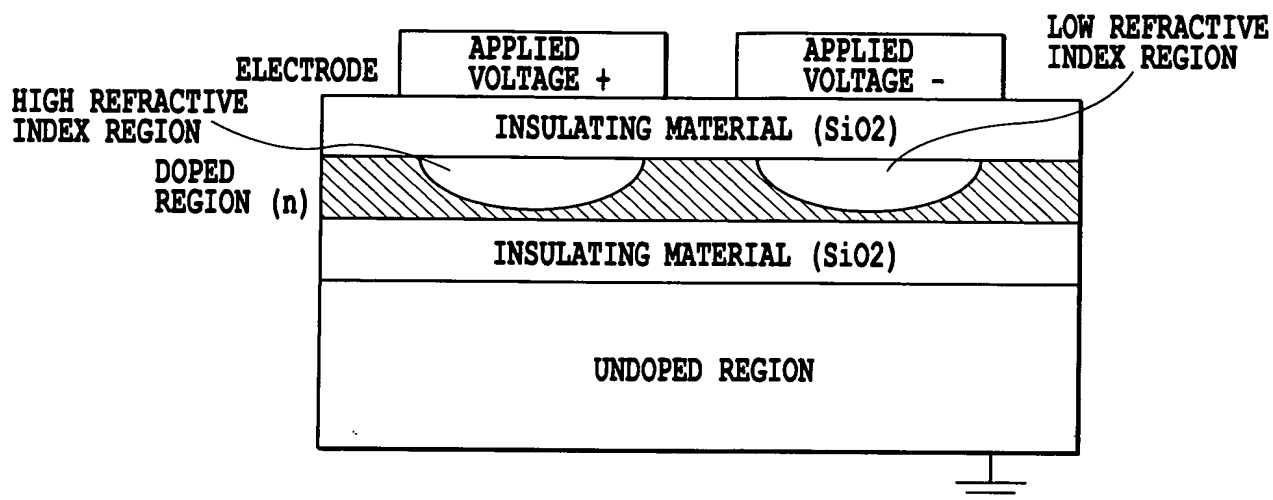 APPLIED
VOLTAGE +
APPLIED
VOLTAGE -
LOW REFRACTIVE
INDEX REGION
ELECTRODE
HIGH REFRACTIVE
INDEX REGION
INSULATING MATERIAL (SiO2)
DOPED
REGION (n)
INSULATING MATERIAL (SiO2)
UNDOPED REGION